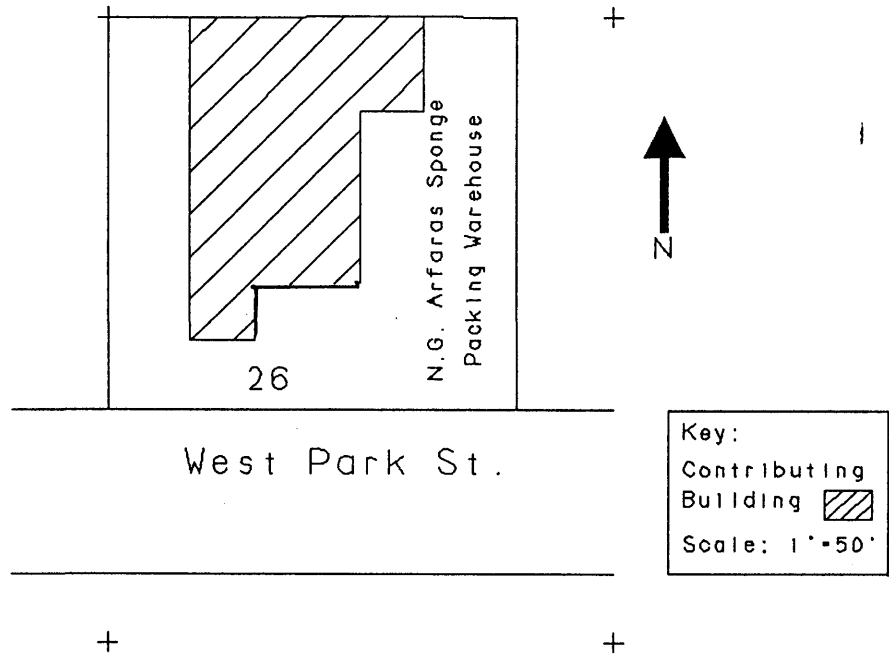 N.G. Arfaras Sponge
Packing Warehouse
N
26
West Park St.
Key:
Contributing
Building
Scale: 1"=50'